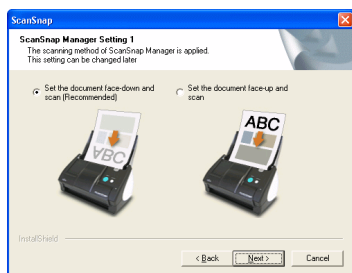 ScanSnap
ScanSnap Manager Setting 1
The scanning method of ScanSnap Manager is applied.
This setting can be changed later
Set the document face-down and
scan (Recommended)
Set the document face-up and
scan
ABC
ABC
InstallShield
< Back
Next >
Cancel